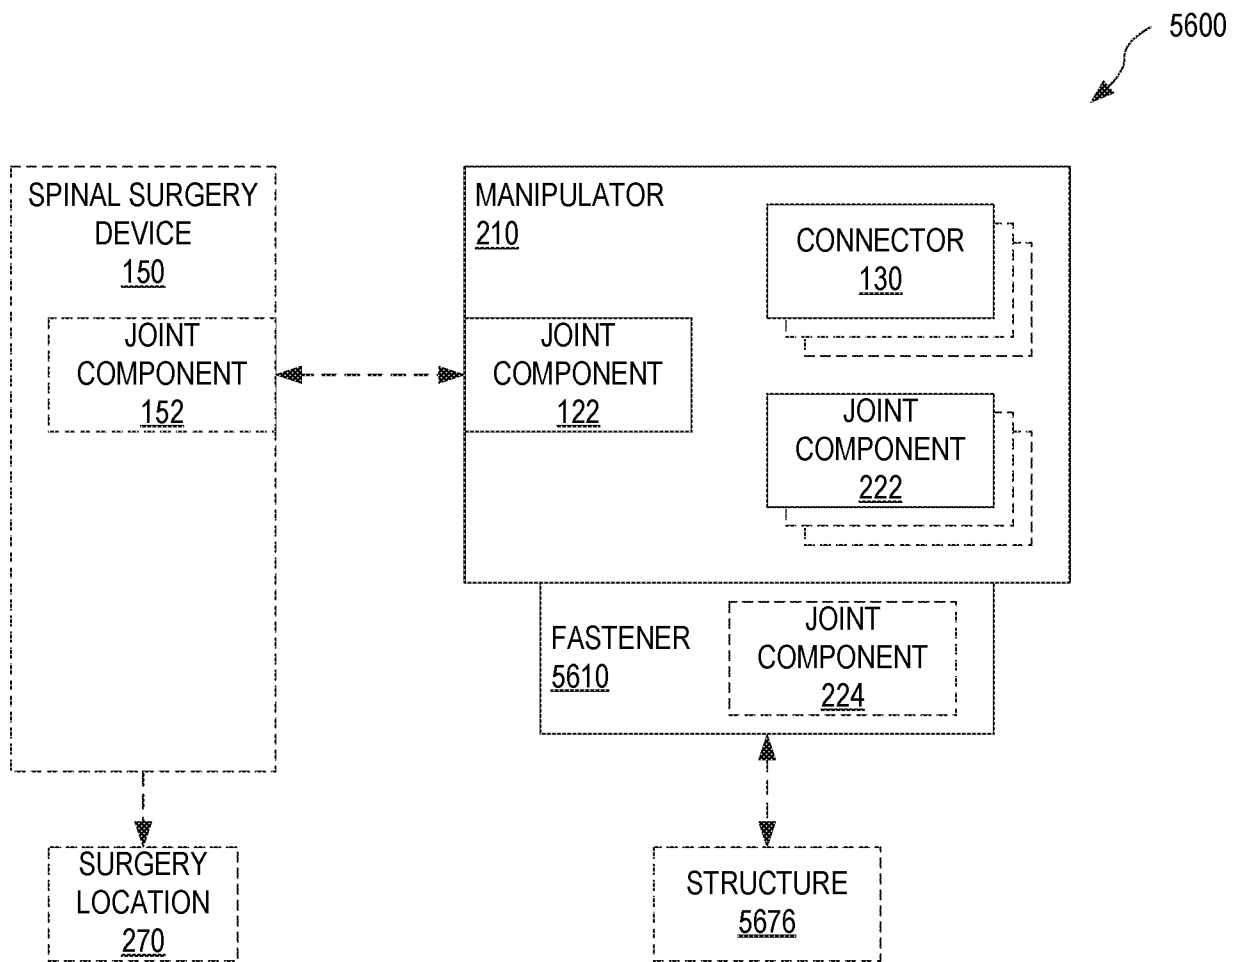 5600
SPINAL SURGERY
DEVICE
150
JOINT
COMPONENT
152
MANIPULATOR
210
CONNECTOR
130
JOINT
COMPONENT
122
JOINT
COMPONENT
222
FASTENER
5610
JOINT
COMPONENT
224
SURGERY
LOCATION
270
STRUCTURE
5676